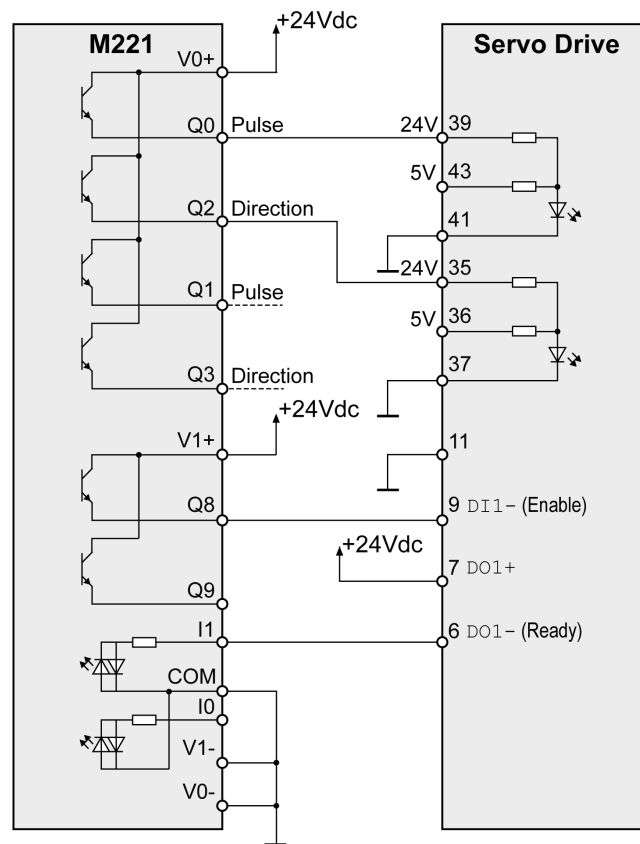 +24Vdc
M221
Servo Drive
V0+
Q0 Pulse
24V 39
5V 43
Q2 Direction
41
24V 35
Q1 Pulse
5V 36
Q3 Direction
37
+24Vdc
V1+
11
Q8
9 DI1- (Enable)
+24Vdc
7 DO1+
Q9
I1
6 DO1- (Ready)
COM
I0
V1-
V0-